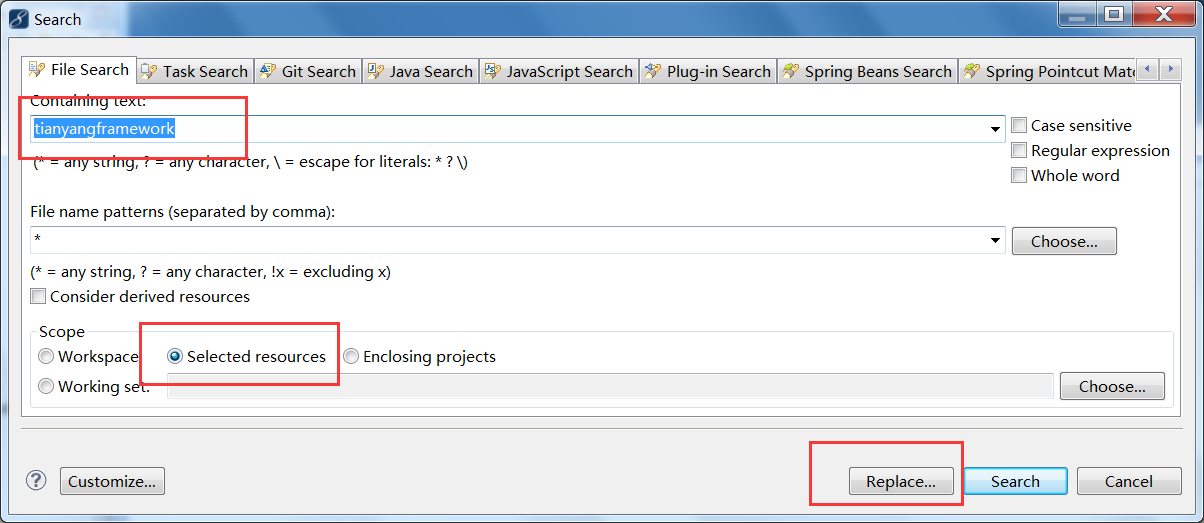 Search
File Search Task Search Git Search Java Search JavaScript Search Plug-in Search Spring Beans Search Spring Pointcut Matc
Containing text:
tianyangframework
Case sensitive
(* = any string, ? = any character, \ = escape for literals: * ? \)
Regular expression
Whole word
File name patterns (separated by comma):
*
Choose...
(* = any string, ? = any character, !x = excluding x)
Consider derived resources
Scope
Workspace Selected resources Enclosing projects
Working set:
Choose...
? Customize... Replace... Search Cancel